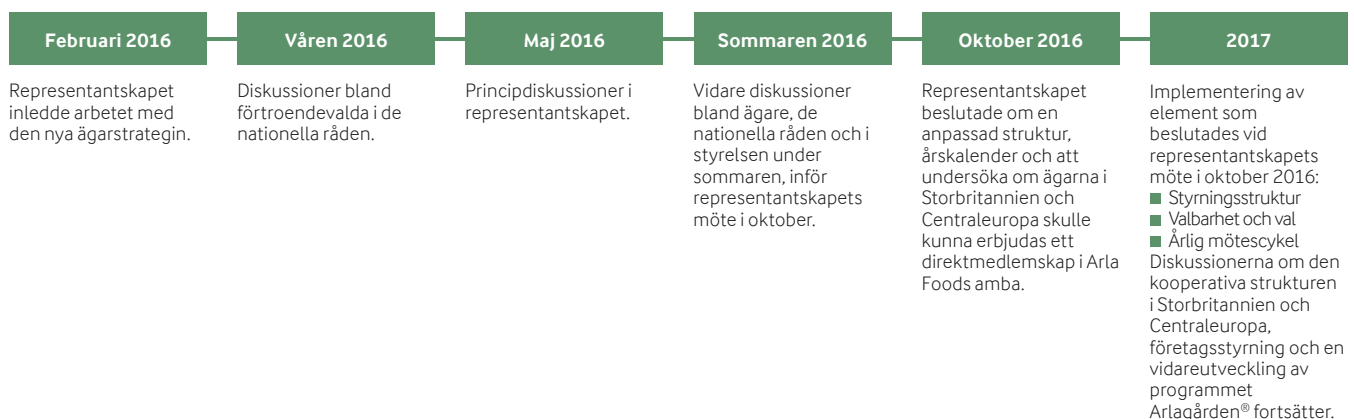 Februari 2016
Representantskapet
inledde arbetet med
den nya ägarstrategin.
Våren 2016
Diskussioner bland
förtroendevalda i de
nationella råden.
Maj 2016
Principdiskussioner i
representantskapet.
Sommaren 2016
Vidare diskussioner
bland ägare, de
nationella råden och i
styrelsen under
sommaren, inför
representantskapets
möte i oktober.
Oktober 2016
Representantskapet
beslutade om en
anpassad struktur,
årskalender och att
undersöka om ägarna i
Storbritannien och
Centraleuropa skulle
kunna erbjudas ett
direktmedlemskap i Arla
Foods amba.
2017
Implementering av
element som
beslutades vid
representantskapets
möte i oktober 2016:
■ Styrningsstruktur
■ Valbarhet och val
■ Årlig mötescykel
Diskussionerna om den
kooperativa strukturen
i Storbritannien och
Centraleuropa,
företagsstyrning och en
vidareutveckling av
programmet
Arlagården® fortsätter.